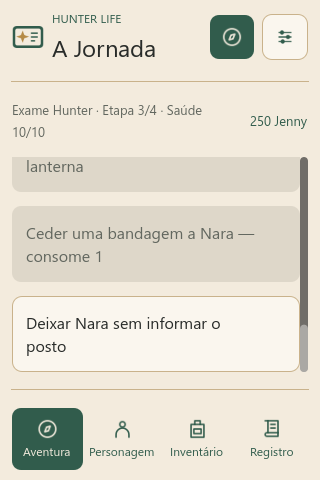 HUNTER LIFE
A Jornada
Exame Hunter · Etapa 3/4 · Saúde
10/10
250 Jenny
lanterna
Ceder uma bandagem a Nara —
consome 1
Deixar Nara sem informar o
posto
Aventura
Personagem
Inventário
Registro